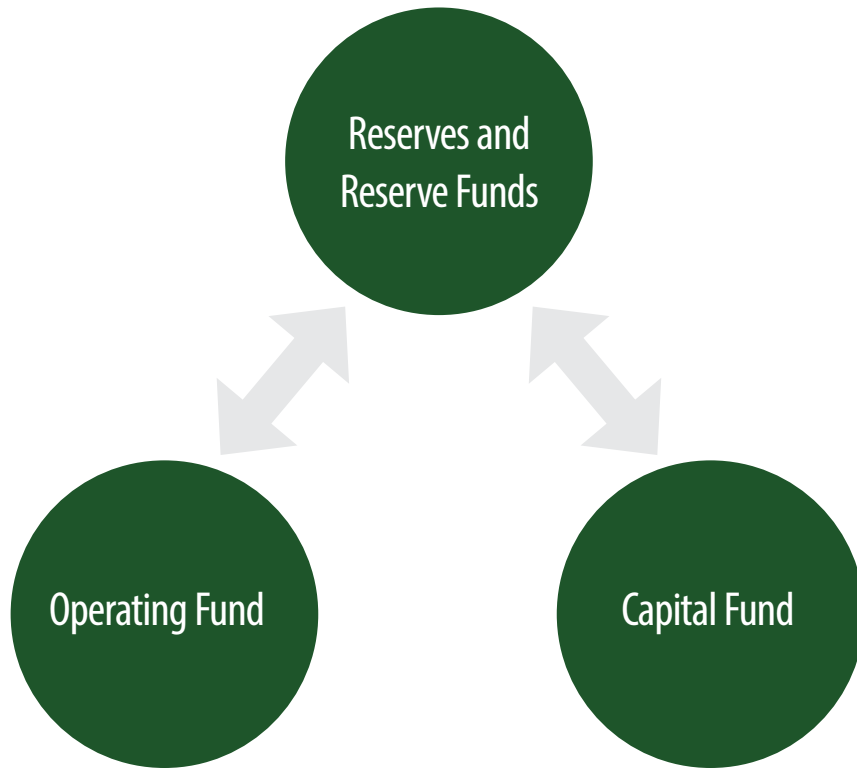 Reserves and
Reserve Funds
Operating Fund
Capital Fund